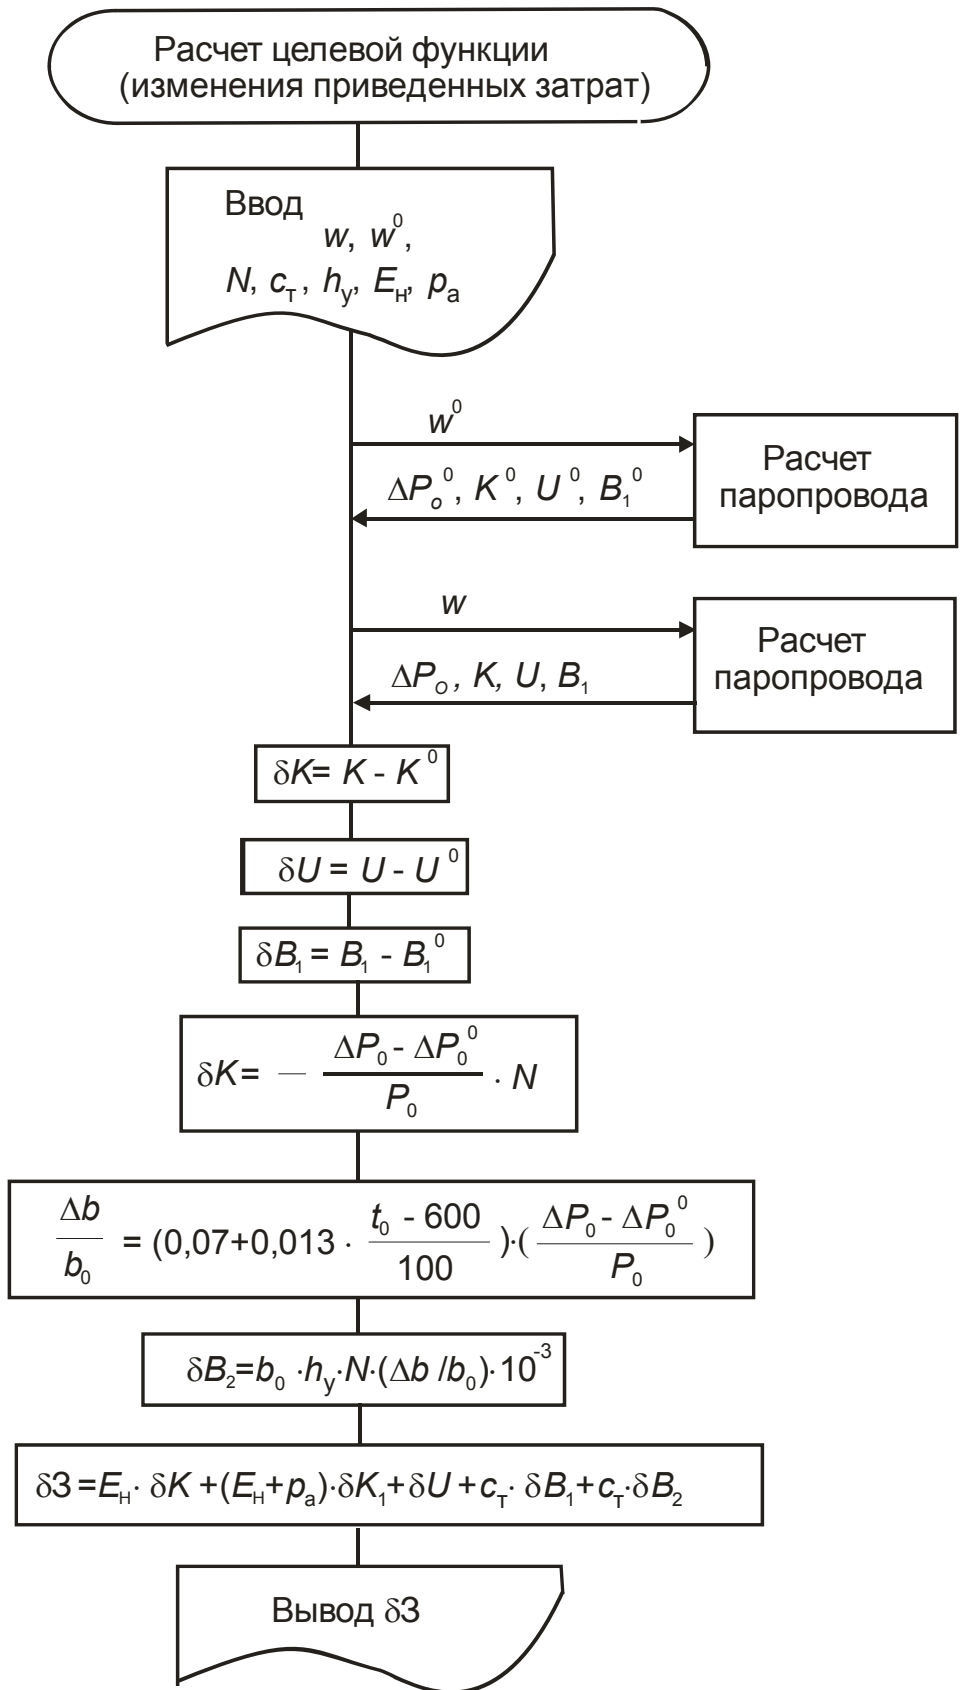 Расчет целевой функции
(изменения приведенных затрат)
Ввод
w, w⁰,
N, cт, hу, Eн, pа
w⁰
ΔPₒ⁰, K⁰, U⁰, B₁⁰
Расчет
паропровода
w
ΔPₒ, K, U, B₁
Расчет
паропровода
δK= K - K⁰
δU = U - U⁰
δB₁ = B₁ - B₁⁰
δK= — (ΔP₀ - ΔP₀⁰)/P₀ · N
Δb/b₀ = (0,07+0,013 · (t₀ - 600)/100)·((ΔP₀ - ΔP₀⁰)/P₀)
δB₂=b₀ ·hу·N·(Δb /b₀)·10⁻³
δЗ =Eн· δK +(Eн+pа)·δK₁+δU +cт· δB₁+cт·δB₂
Вывод δЗ